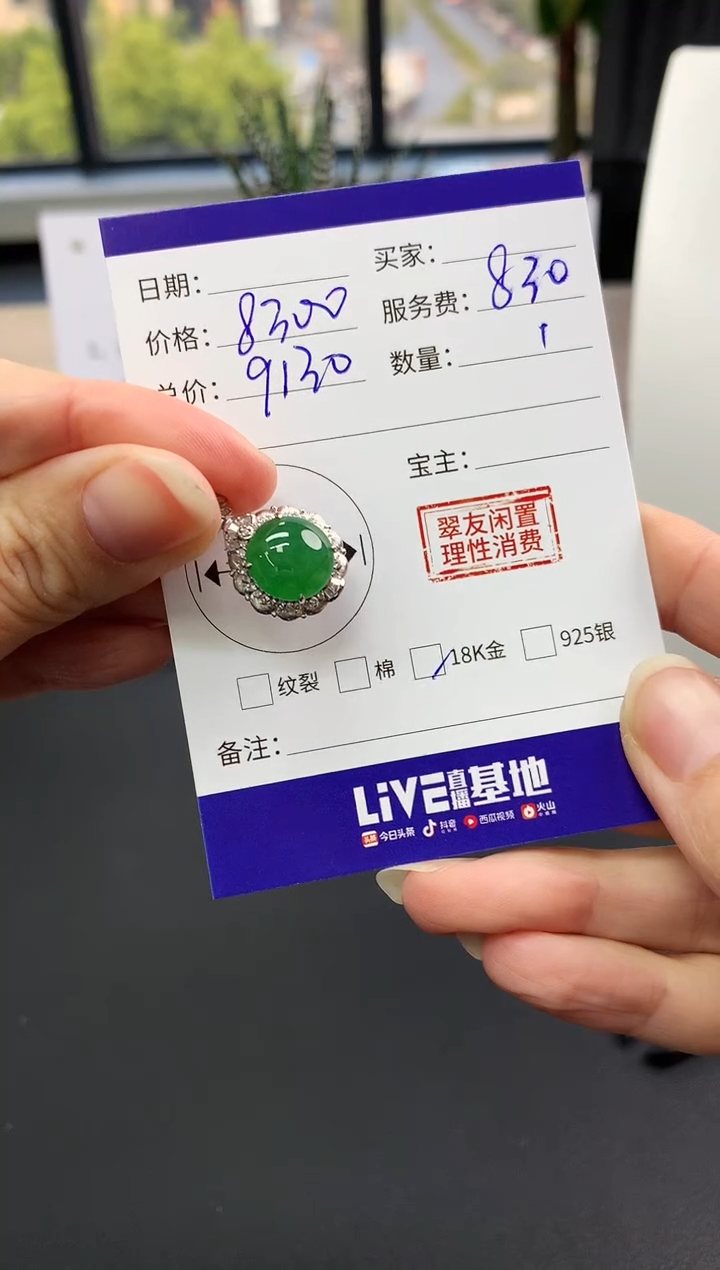 日期： 买家：
价格：8300 服务费：830
总价：9130 数量：1
宝主：
翠友闲置
理性消费
纹裂 棉 18K金 925银
备注：
LiVE直播基地
头条 今日头条 抖音 西瓜视频 火山